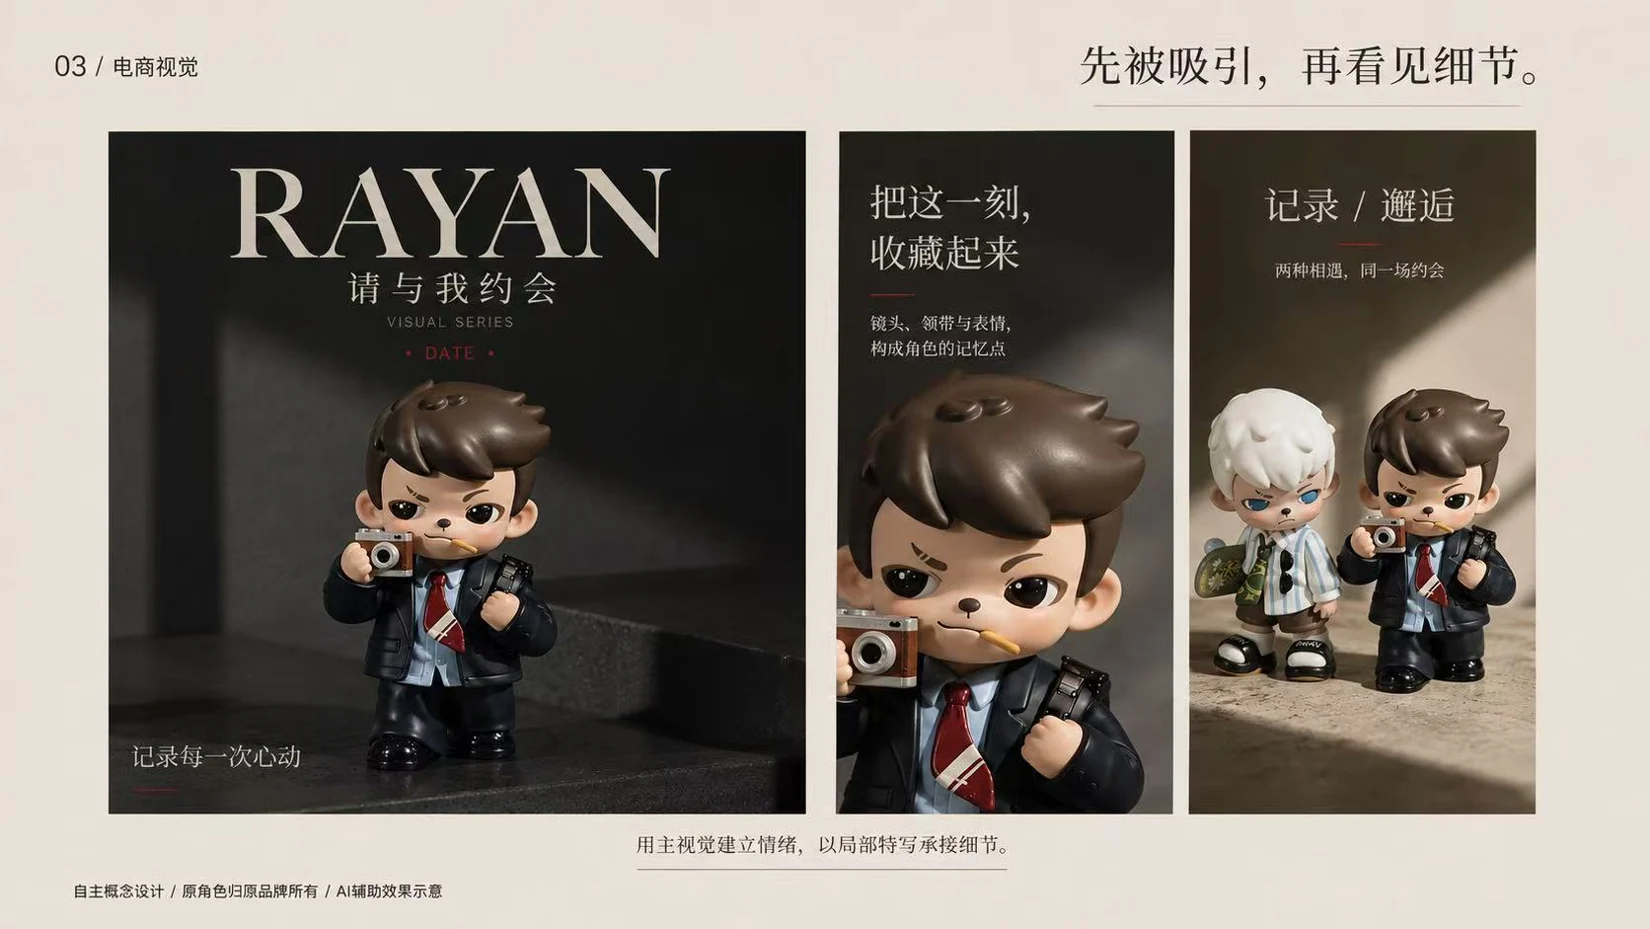 03 / 电商视觉
先被吸引，再看见细节。
RAYAN
请与我约会
VISUAL SERIES
• DATE •
记录每一次心动
把这一刻，
收藏起来
镜头、领带与表情，
构成角色的记忆点
记录 / 邂逅
两种相遇，同一场约会
用主视觉建立情绪，以局部特写承接细节。
自主概念设计 / 原角色归原品牌所有 / AI辅助效果示意